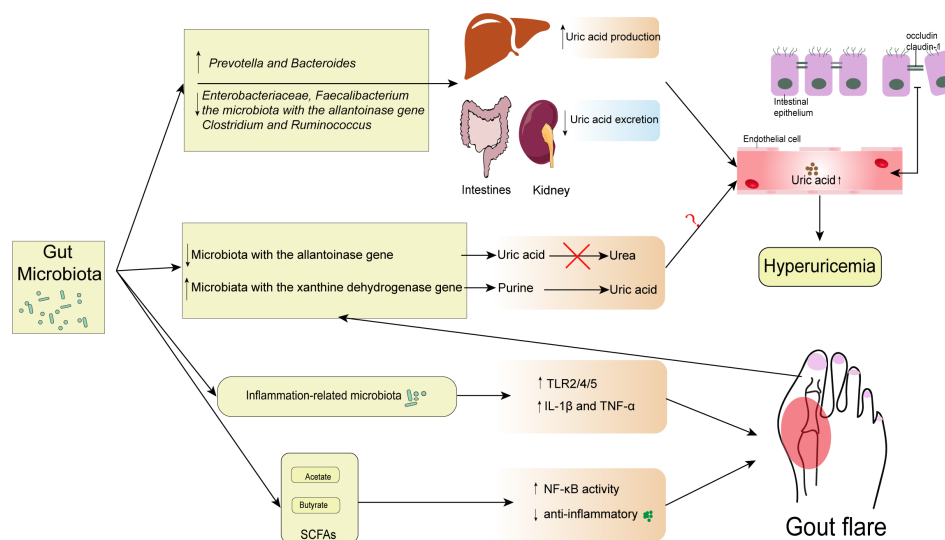 Gut
Microbiota
↑ Prevotella and Bacteroides
Enterobacteriaceae, Faecalibacterium
↓ the microbiota with the allantoinase gene
Clostridium and Ruminococcus
↑ Uric acid production
↓ Uric acid excretion
Intestines
Kidney
occludin
claudin-1
Intestinal
epithelium
Endothelial cell
Uric acid↑
Hyperuricemia
↓ Microbiota with the allantoinase gene
↑ Microbiota with the xanthine dehydrogenase gene
Uric acid
Urea
Purine
Uric acid
?
Inflammation-related microbiota
↑ TLR2/4/5
↑ IL-1β and TNF-α
Acetate
Butyrate
SCFAs
↑ NF-κB activity
↓ anti-inflammatory
Gout flare